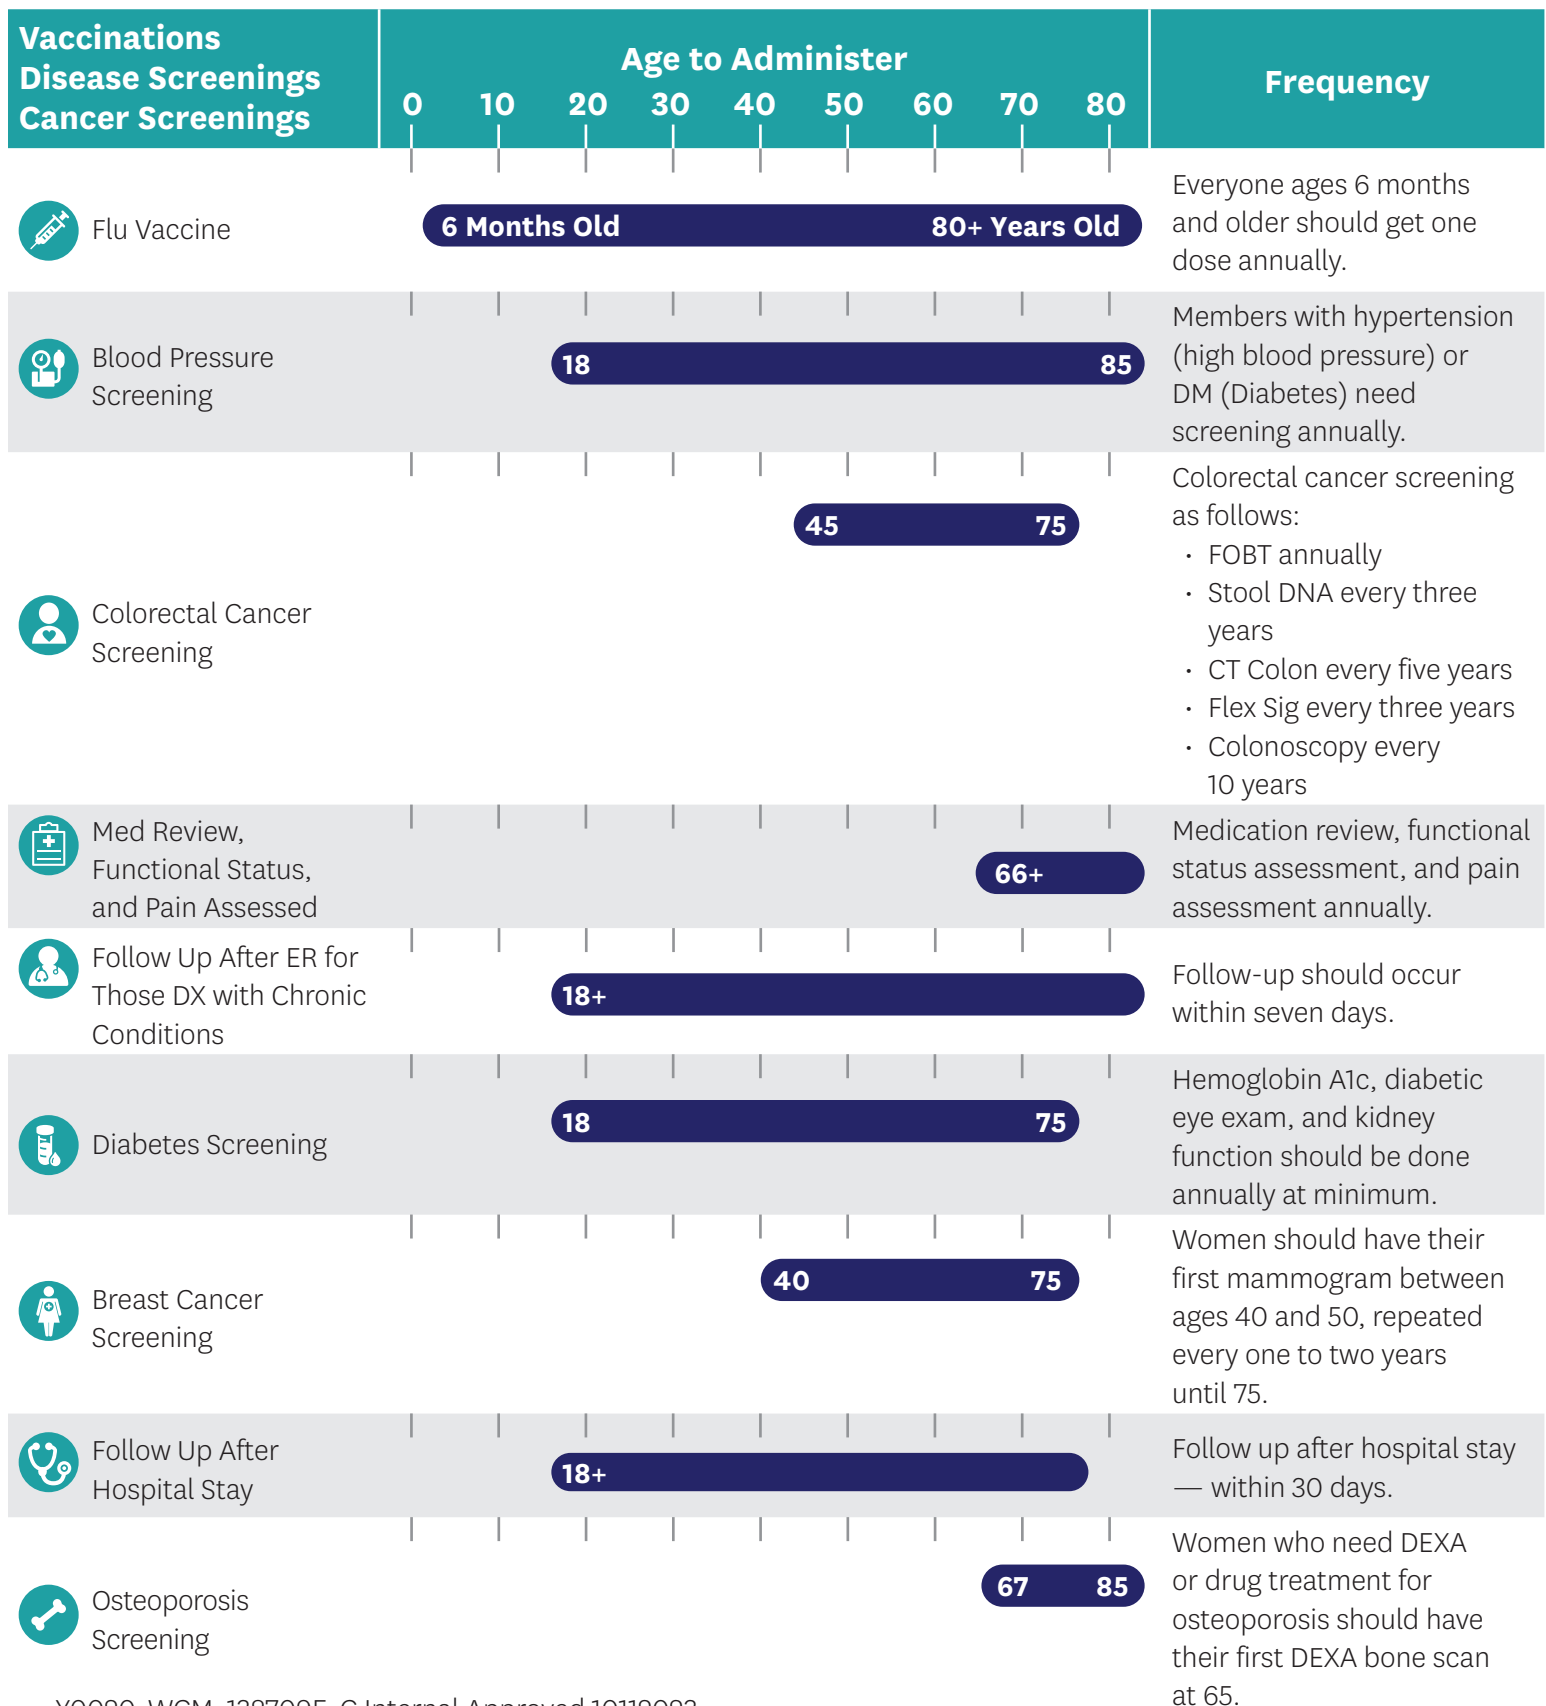 Vaccinations
Disease Screenings
Cancer Screenings
Age to Administer
0 10 20 30 40 50 60 70 80
Frequency
Flu Vaccine
6 Months Old 80+ Years Old
Everyone ages 6 months
and older should get one
dose annually.
Blood Pressure
Screening
18 85
Members with hypertension
(high blood pressure) or
DM (Diabetes) need
screening annually.
Colorectal Cancer
Screening
45 75
Colorectal cancer screening
as follows:
· FOBT annually
· Stool DNA every three
years
· CT Colon every five years
· Flex Sig every three years
· Colonoscopy every
10 years
Med Review,
Functional Status,
and Pain Assessed
66+
Medication review, functional
status assessment, and pain
assessment annually.
Follow Up After ER for
Those DX with Chronic
Conditions
18+
Follow-up should occur
within seven days.
Diabetes Screening
18 75
Hemoglobin A1c, diabetic
eye exam, and kidney
function should be done
annually at minimum.
Breast Cancer
Screening
40 75
Women should have their
first mammogram between
ages 40 and 50, repeated
every one to two years
until 75.
Follow Up After
Hospital Stay
18+
Follow up after hospital stay
— within 30 days.
Osteoporosis
Screening
67 85
Women who need DEXA
or drug treatment for
osteoporosis should have
their first DEXA bone scan
at 65.
Internal Approved